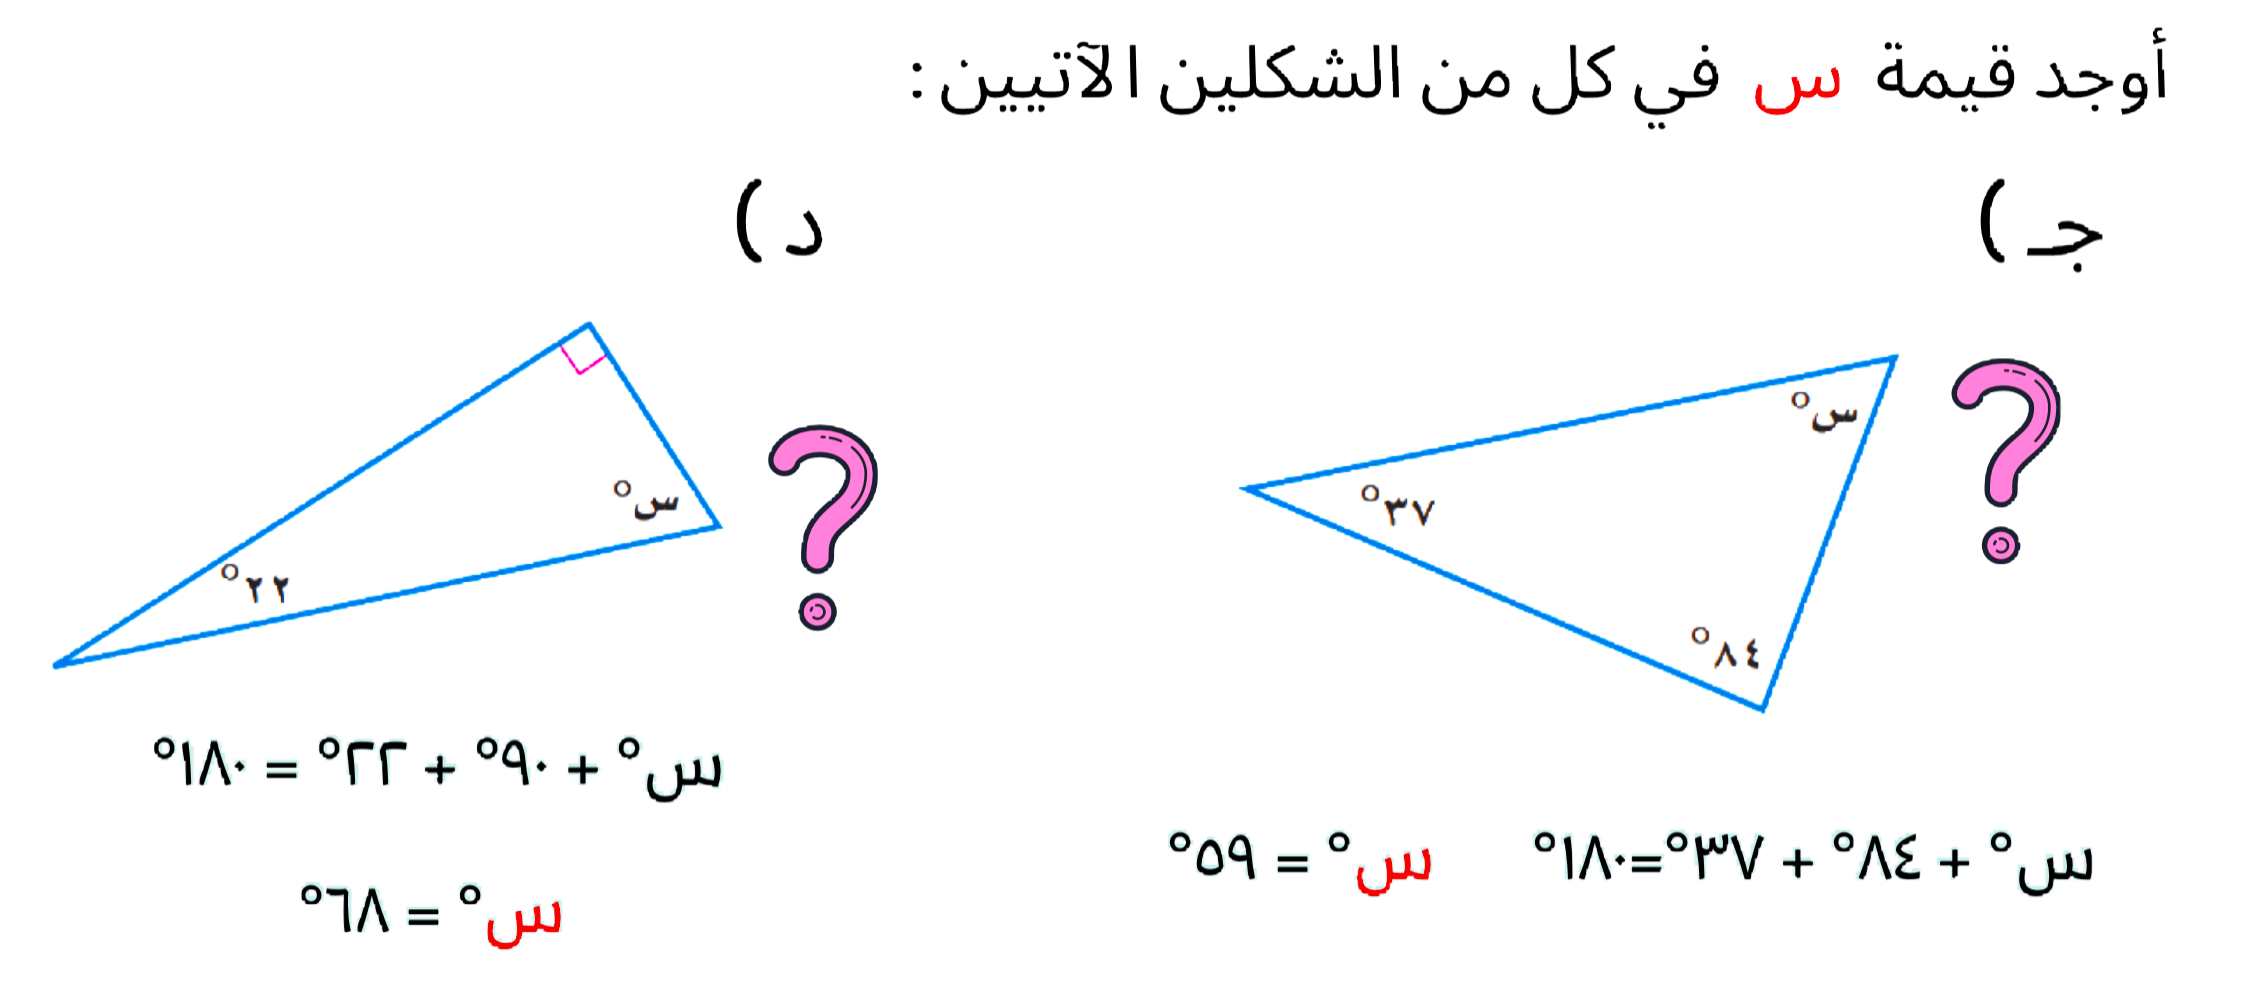 أوجد قيمة س في كل من الشكلين الآتيين :
جـ )
س°
٣٧°
٨٤°
س° + ٨٤° + ٣٧°=١٨٠°
س° = ٥٩°
د )
س°
٢٢°
س° + ٩٠° + ٢٢° = ١٨٠°
س° = ٦٨°